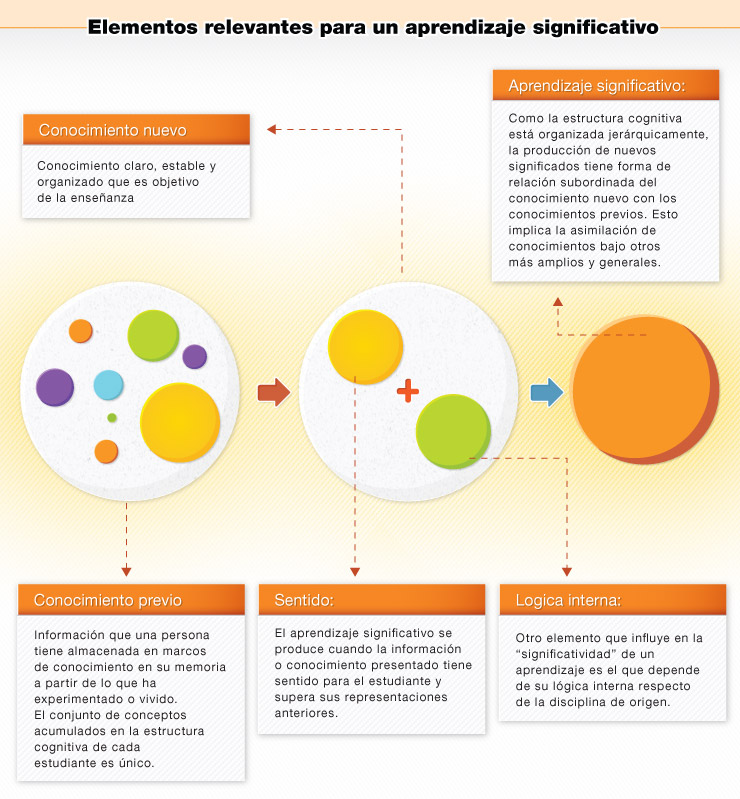 Elementos relevantes para un aprendizaje significativo
Conocimiento nuevo
Conocimiento claro, estable y
organizado que es objetivo
de la enseñanza
Aprendizaje significativo:
Como la estructura cognitiva
está organizada jerárquicamente,
la producción de nuevos
significados tiene forma de
relación subordinada del
conocimiento nuevo con los
conocimientos previos. Esto
implica la asimilación de
conocimientos bajo otros
más amplios y generales.
Conocimiento previo
Información que una persona
tiene almacenada en marcos
de conocimiento en su memoria
a partir de lo que ha
experimentado o vivido.
El conjunto de conceptos
acumulados en la estructura
cognitiva de cada
estudiante es único.
Sentido:
El aprendizaje significativo se
produce cuando la información
o conocimiento presentado tiene
sentido para el estudiante y
supera sus representaciones
anteriores.
Logica interna:
Otro elemento que influye en la
“significatividad” de un
aprendizaje es el que depende
de su lógica interna respecto
de la disciplina de origen.